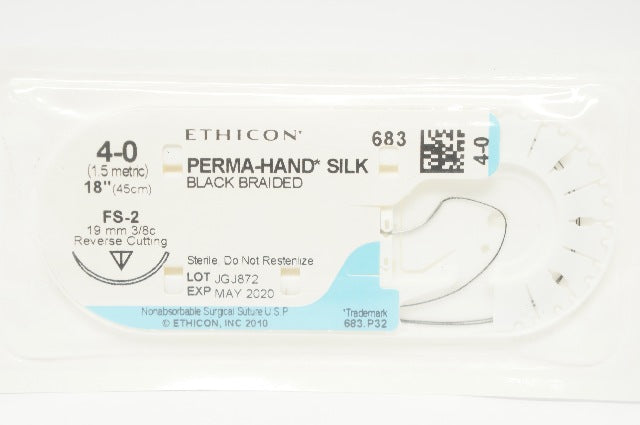 ETHICON*
683
4-0
4-0
(1.5 metric)
18" (45cm)
PERMA-HAND* SILK
BLACK BRAIDED
FS-2
19 mm 3/8c
Reverse Cutting
Sterile. Do Not Resterilize.
LOT JGJ872
EXP MAY 2020
Nonabsorbable Surgical Suture U.S.P.
© ETHICON, INC 2010
*Trademark
683.P32